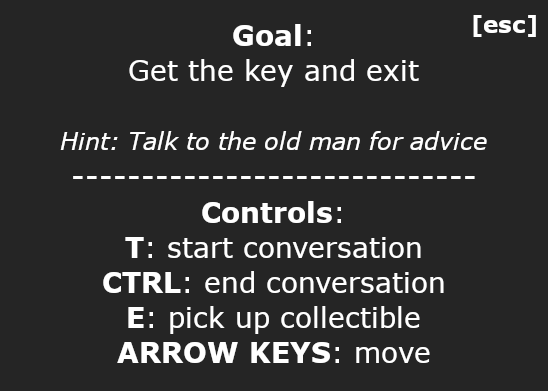 [esc]
Goal:
Get the key and exit
Hint: Talk to the old man for advice
------------------------------
Controls:
T: start conversation
CTRL: end conversation
E: pick up collectible
ARROW KEYS: move